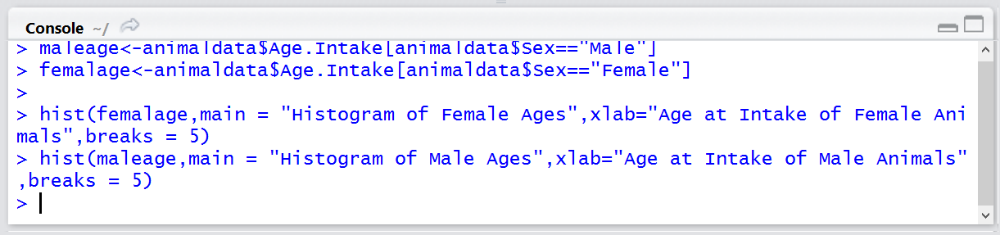 Console ~/
> maleage<-animaldata$Age.Intake[animaldata$Sex=="Male"]
> femalage<-animaldata$Age.Intake[animaldata$Sex=="Female"]
>
> hist(femalage,main = "Histogram of Female Ages",xlab="Age at Intake of Female Ani
mals",breaks = 5)
> hist(maleage,main = "Histogram of Male Ages",xlab="Age at Intake of Male Animals"
,breaks = 5)
>